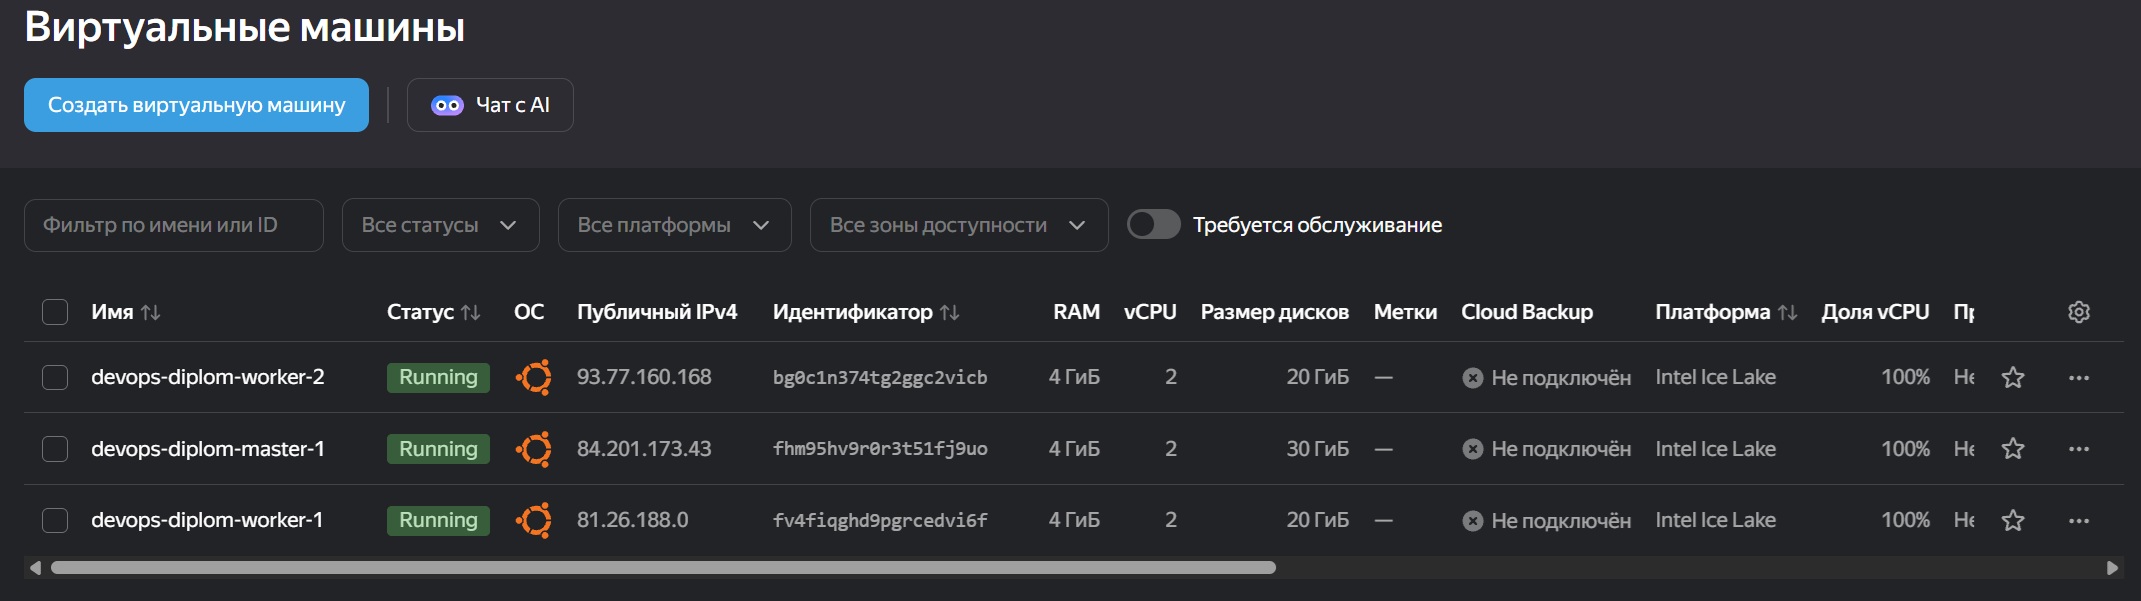 Виртуальные машины
Создать виртуальную машину Чат с AI
Фильтр по имени или ID Все статусы Все платформы Все зоны доступности Требуется обслуживание
Имя Статус ОС Публичный IPv4 Идентификатор RAM vCPU Размер дисков Метки Cloud Backup Платформа Доля vCPU
devops-diplom-worker-2 Running 93.77.160.168 bg0c1n374tg2ggc2vicb 4 ГиБ 2 20 ГиБ — Не подключён Intel Ice Lake 100% Не
devops-diplom-master-1 Running 84.201.173.43 fhm95hv9r0r3t51fj9uo 4 ГиБ 2 30 ГиБ — Не подключён Intel Ice Lake 100% Не
devops-diplom-worker-1 Running 81.26.188.0 fv4fiqghd9pgrcedvi6f 4 ГиБ 2 20 ГиБ — Не подключён Intel Ice Lake 100% Не